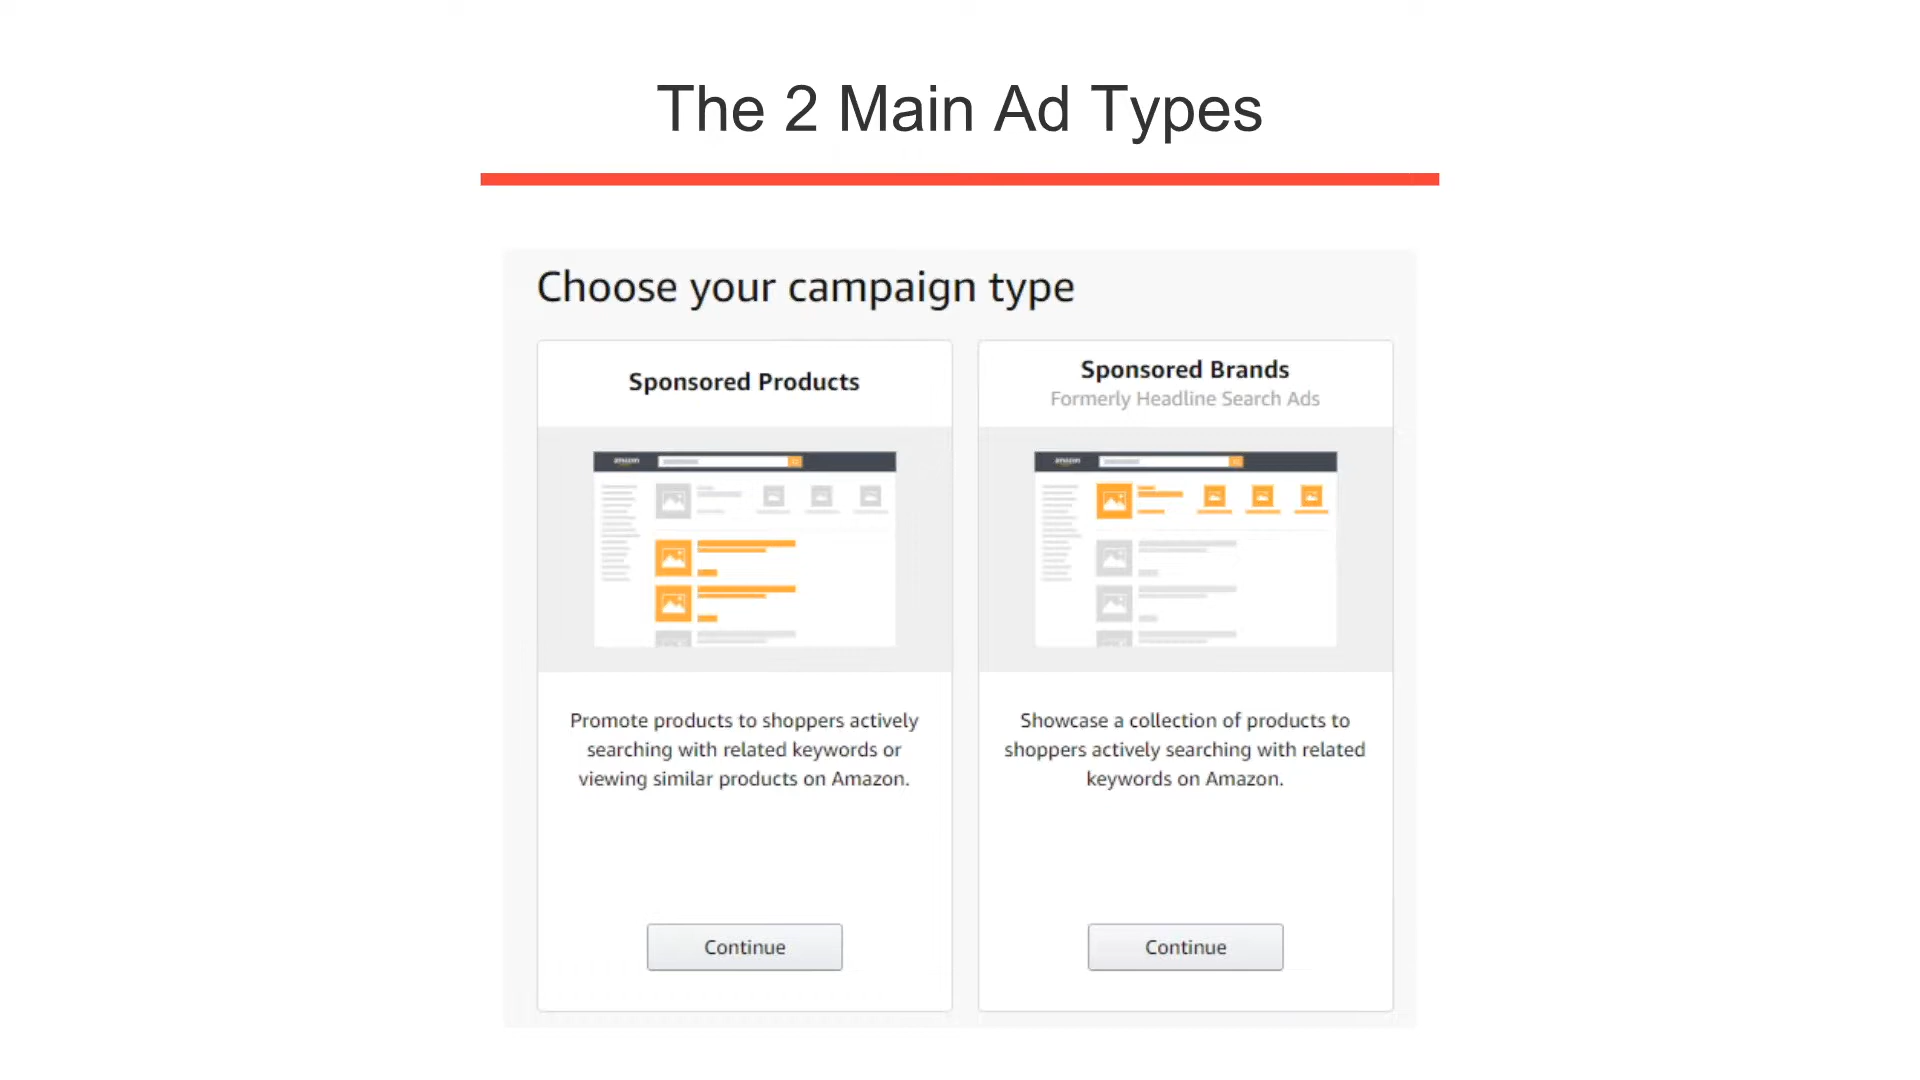 The 2 Main Ad Types
Choose your campaign type
Sponsored Products
amazon
Promote products to shoppers actively
searching with related keywords or
viewing similar products on Amazon.
Continue
Sponsored Brands
Formerly Headline Search Ads
amazon
Showcase a collection of products to
shoppers actively searching with related
keywords on Amazon.
Continue